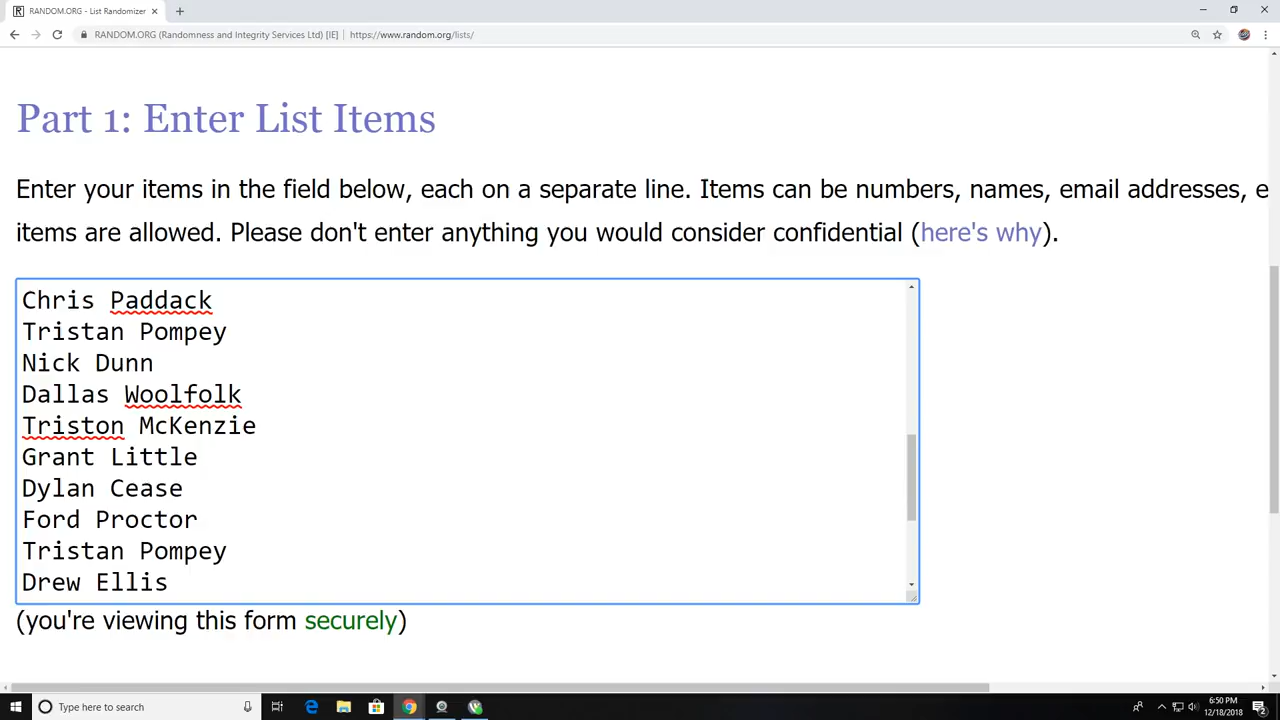 RANDOM.ORG - List Randomizer
RANDOM.ORG (Randomness and Integrity Services Ltd) [IE] | https://www.random.org/lists/
Part 1: Enter List Items
Enter your items in the field below, each on a separate line. Items can be numbers, names, email addresses, e
items are allowed. Please don't enter anything you would consider confidential (here's why).
Chris Paddack
Tristan Pompey
Nick Dunn
Dallas Woolfolk
Triston McKenzie
Grant Little
Dylan Cease
Ford Proctor
Tristan Pompey
Drew Ellis
(you're viewing this form securely)
Type here to search
6:50 PM
12/18/2018
2